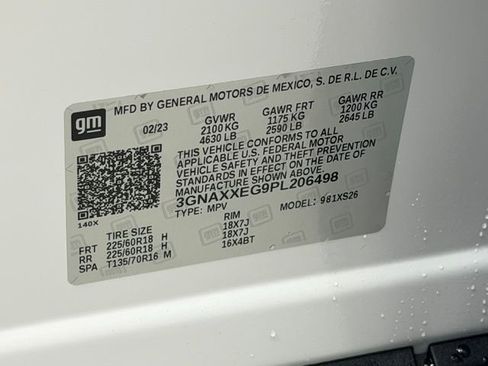 gm
MFD BY GENERAL MOTORS DE MEXICO, S. DE R.L. DE C.V.
02/23 GVWR GAWR FRT GAWR RR
2100 KG 1175 KG 1200 KG
4630 LB 2590 LB 2645 LB
THIS VEHICLE CONFORMS TO ALL
APPLICABLE U.S. FEDERAL MOTOR
VEHICLE SAFETY AND THEFT PREVENTION
STANDARDS IN EFFECT ON THE DATE OF
MANUFACTURE SHOWN ABOVE.
3GNAXXEG9PL206498
TYPE: MPV MODEL: 981XS26
140X
TIRE SIZE RIM
FRT 225/60R18 H 18X7J
RR 225/60R18 H 18X7J
SPA T135/70R16 M 16X4BT